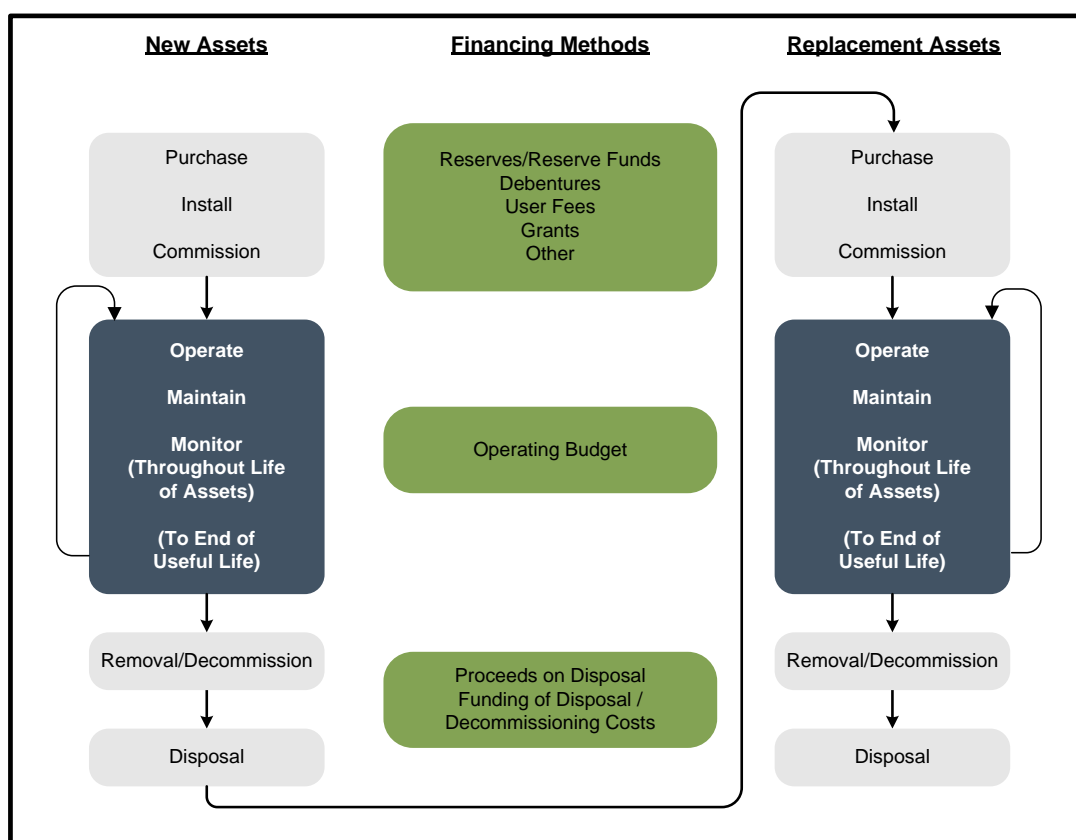 New Assets
Financing Methods
Replacement Assets
Purchase
Install
Commission
Operate
Maintain
Monitor
(Throughout Life
of Assets)
(To End of
Useful Life)
Removal/Decommission
Disposal
Reserves/Reserve Funds
Debentures
User Fees
Grants
Other
Operating Budget
Proceeds on Disposal
Funding of Disposal /
Decommissioning Costs
Purchase
Install
Commission
Operate
Maintain
Monitor
(Throughout Life
of Assets)
(To End of
Useful Life)
Removal/Decommission
Disposal